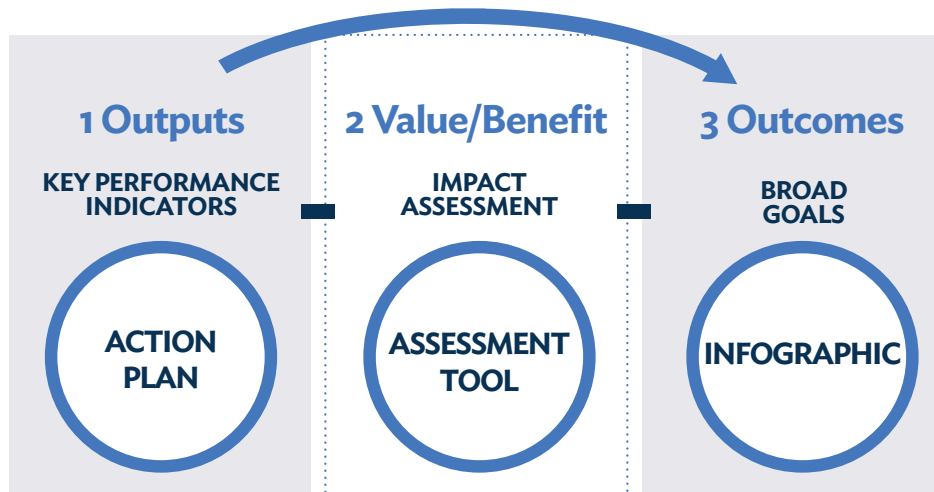 1 Outputs
KEY PERFORMANCE
INDICATORS
ACTION
PLAN
2 Value/Benefit
IMPACT
ASSESSMENT
ASSESSMENT
TOOL
3 Outcomes
BROAD
GOALS
INFOGRAPHIC